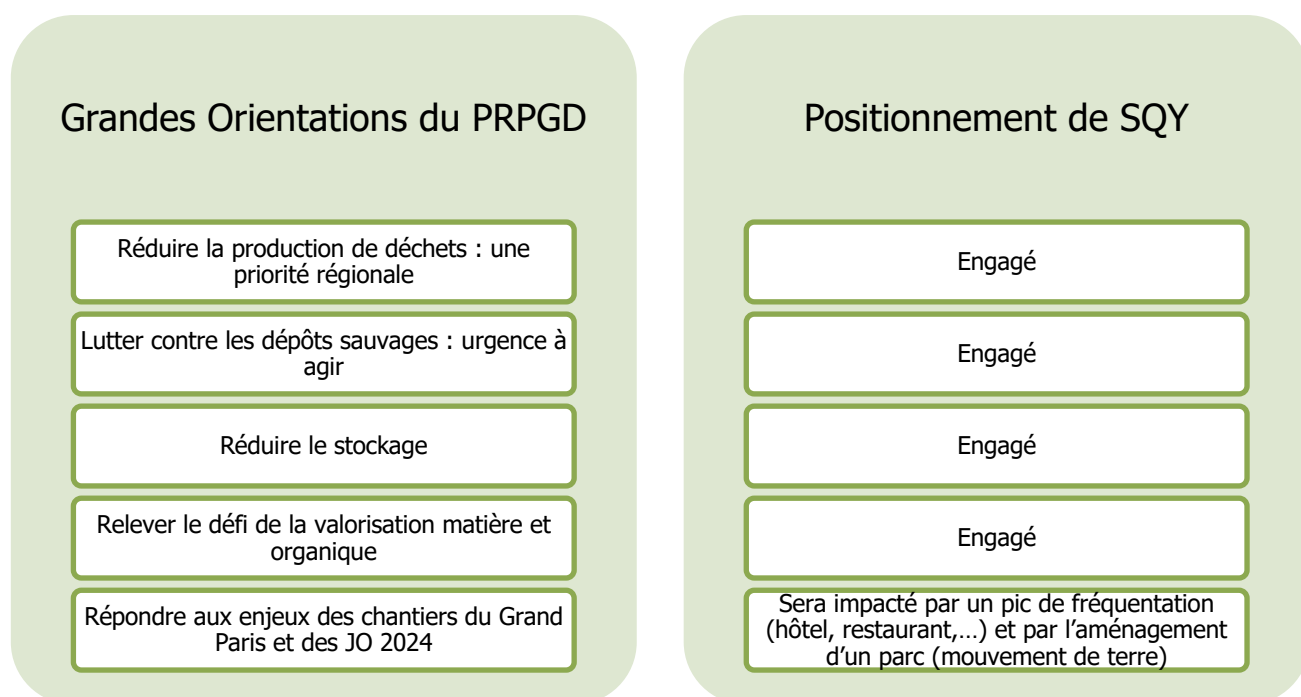 Grandes Orientations du PRPGD
Réduire la production de déchets : une
priorité régionale
Lutter contre les dépôts sauvages : urgence à
agir
Réduire le stockage
Relever le défi de la valorisation matière et
organique
Répondre aux enjeux des chantiers du Grand
Paris et des JO 2024
Positionnement de SQY
Engagé
Engagé
Engagé
Engagé
Sera impacté par un pic de fréquentation
(hôtel, restaurant,…) et par l’aménagement
d’un parc (mouvement de terre)